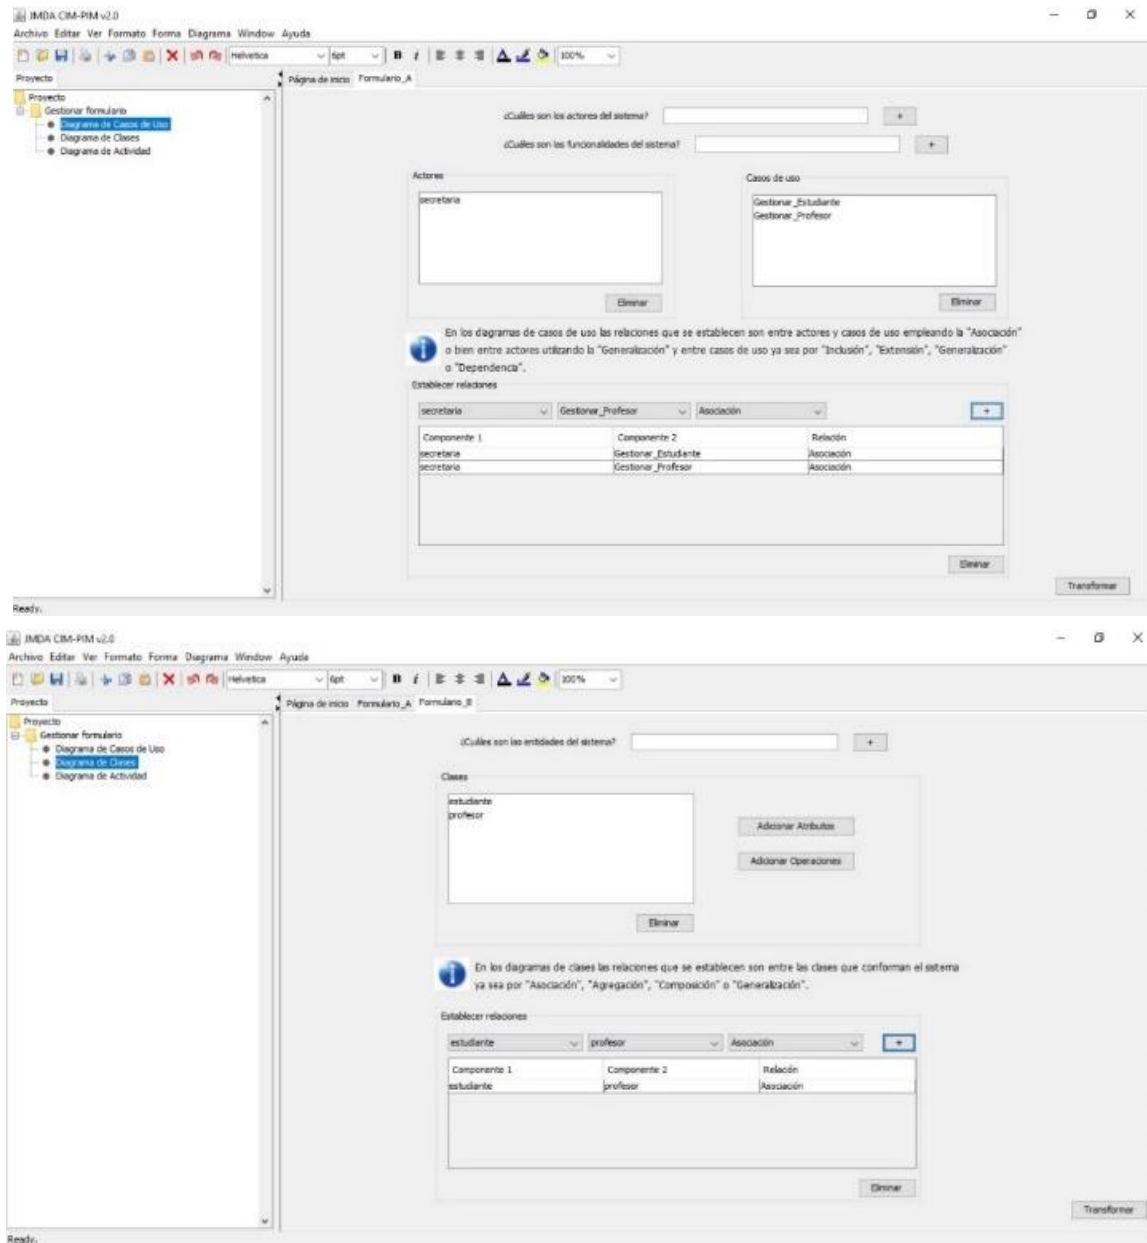 JMDA CIM-PIM v2.0
Archivo Editar Ver Formato Forma Diagrama Window Ayuda
Helvetica 6pt B i A 100%
Proyecto
Página de inicio Formulario_A
Proyecto
Gestionar formulario
Diagrama de Casos de Uso
Diagrama de Clases
Diagrama de Actividad
¿Cuáles son los actores del sistema? +
¿Cuáles son las funcionalidades del sistema? +
Actores
secretaria
Eliminar
Casos de uso
Gestionar_Estudiante
Gestionar_Profesor
Eliminar
En los diagramas de casos de uso las relaciones que se establecen son entre actores y casos de uso empleando la "Asociación"
o bien entre actores utilizando la "Generalización" y entre casos de uso ya sea por "Inclusión", "Extensión", "Generalización"
o "Dependencia".
Establecer relaciones
secretaria Gestionar_Profesor Asociación +
Componente 1 Componente 2 Relación
secretaria Gestionar_Estudiante Asociación
secretaria Gestionar_Profesor Asociación
Eliminar
Transformar
Ready.
JMDA CIM-PIM v2.0
Archivo Editar Ver Formato Forma Diagrama Window Ayuda
Helvetica 6pt B i A 100%
Proyecto
Página de inicio Formulario_A Formulario_B
Proyecto
Gestionar formulario
Diagrama de Casos de Uso
Diagrama de Clases
Diagrama de Actividad
¿Cuáles son las entidades del sistema? +
Clases
estudiante
profesor
Adicionar Atributos
Adicionar Operaciones
Eliminar
En los diagramas de clases las relaciones que se establecen son entre las clases que conforman el sistema
ya sea por "Asociación", "Agregación", "Composición" o "Generalización".
Establecer relaciones
estudiante profesor Asociación +
Componente 1 Componente 2 Relación
estudiante profesor Asociación
Eliminar
Transformar
Ready.